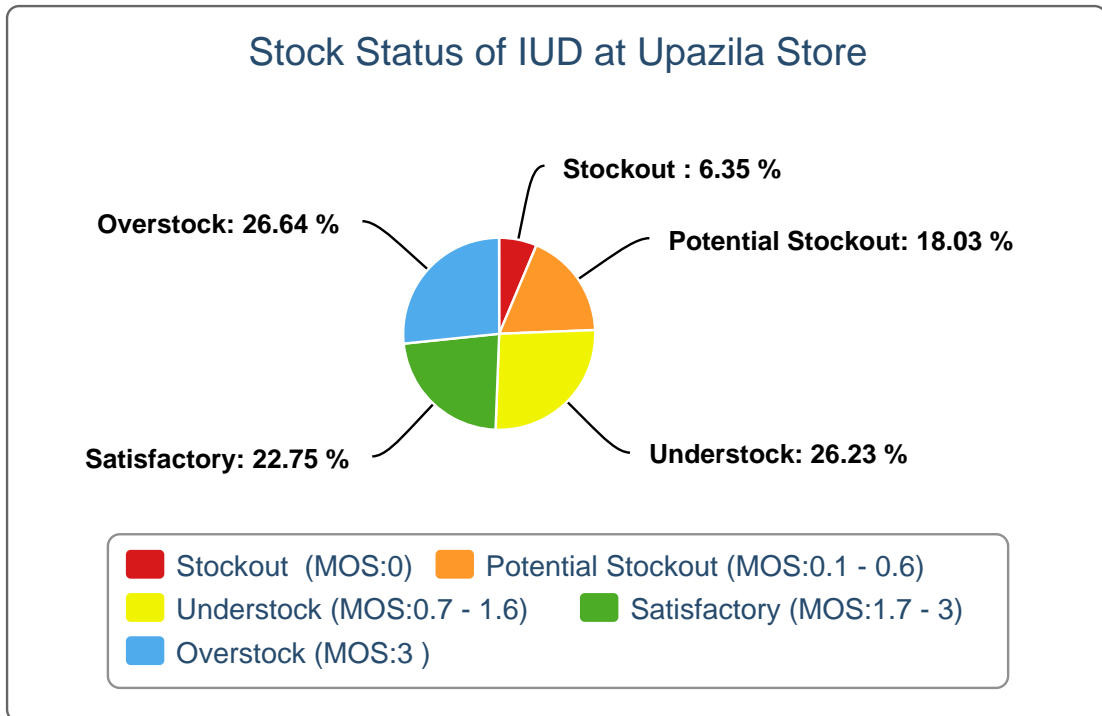 Stock Status of IUD at Upazila Store
Stockout : 6.35 %
Overstock: 26.64 %
Potential Stockout: 18.03 %
Satisfactory: 22.75 %
Understock: 26.23 %
Stockout  (MOS:0)
Potential Stockout (MOS:0.1 - 0.6)
Understock (MOS:0.7 - 1.6)
Satisfactory (MOS:1.7 - 3)
Overstock (MOS:3 )